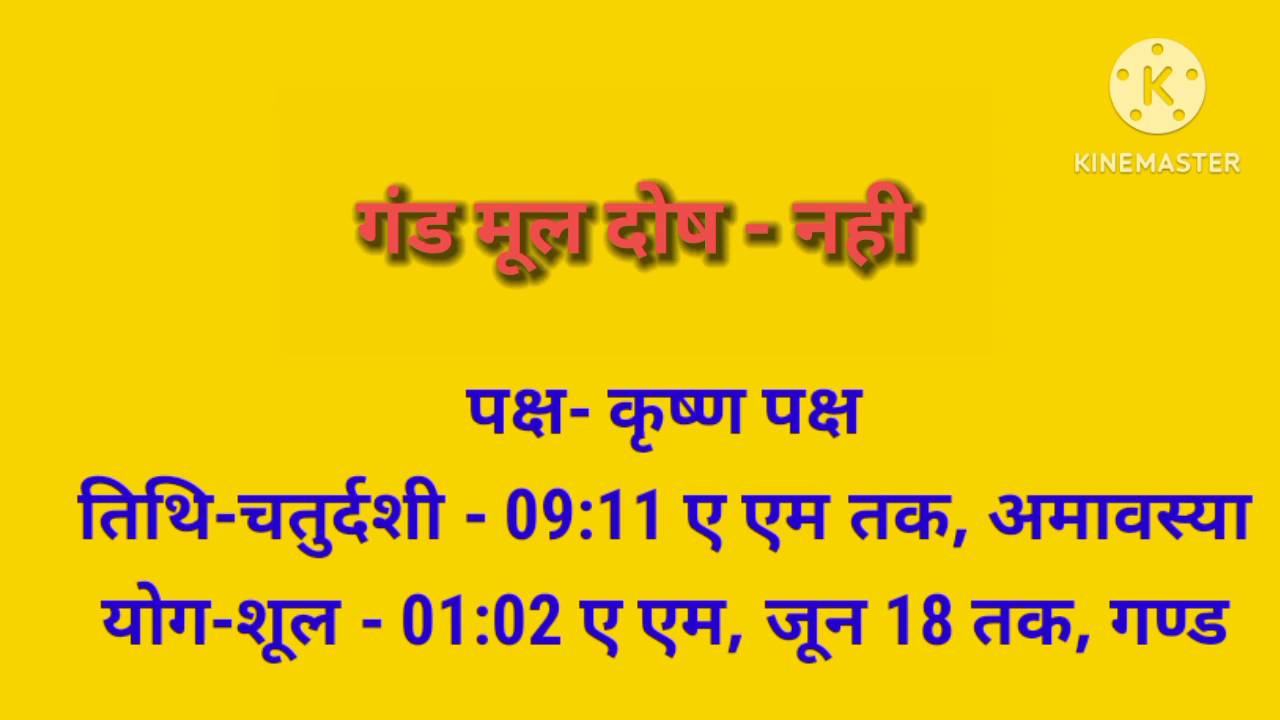 K
KINEMASTER
गंड मूल दोष - नही
पक्ष- कृष्ण पक्ष
तिथि-चतुर्दशी - 09:11 ए एम तक, अमावस्या
योग-शूल - 01:02 ए एम, जून 18 तक, गण्ड